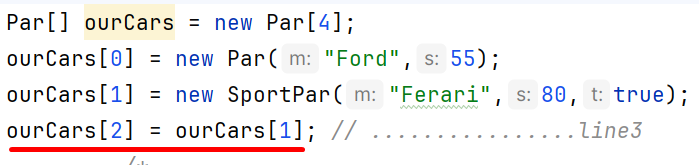 Par[] ourCars = new Par[4];
ourCars[0] = new Par( m: "Ford", s: 55);
ourCars[1] = new SportPar( m: "Ferari", s: 80, t: true);
ourCars[2] = ourCars[1]; // ................line3